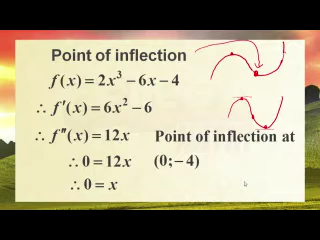 Point of inflection
f(x) = 2x³ − 6x − 4
∴ f′(x) = 6x² − 6
∴ f″(x) = 12x
Point of inflection at
∴ 0 = 12x
(0;−4)
∴ 0 = x